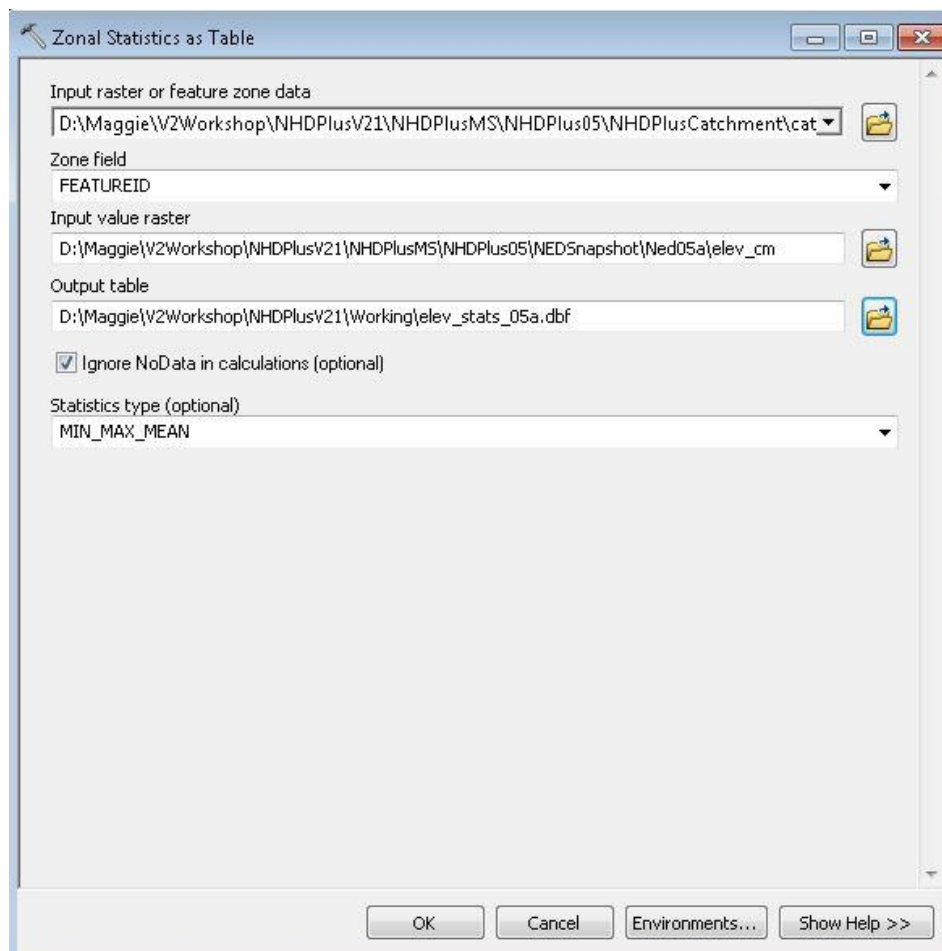 Zonal Statistics as Table
Input raster or feature zone data
D:\Maggie\V2Workshop\NHDPlusV21\NHDPlusMS\NHDPlus05\NHDPlusCatchment\cat
Zone field
FEATUREID
Input value raster
D:\Maggie\V2Workshop\NHDPlusV21\NHDPlusMS\NHDPlus05\NEDSnapshot\Ned05a\elev_cm
Output table
D:\Maggie\V2Workshop\NHDPlusV21\Working\elev_stats_05a.dbf
Ignore NoData in calculations (optional)
Statistics type (optional)
MIN_MAX_MEAN
OK Cancel Environments... Show Help >>